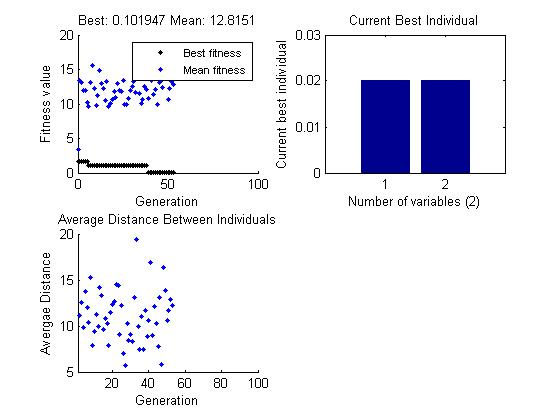 Best: 0.101947 Mean: 12.8151
20
15
10
5
0
0
50
100
Fitness value
Generation
Best fitness
Mean fitness
Current Best Individual
0.03
0.02
0.01
0
1
2
Current best individual
Number of variables (2)
Average Distance Between Individuals
20
15
10
5
20
40
60
80
100
Avergae Distance
Generation